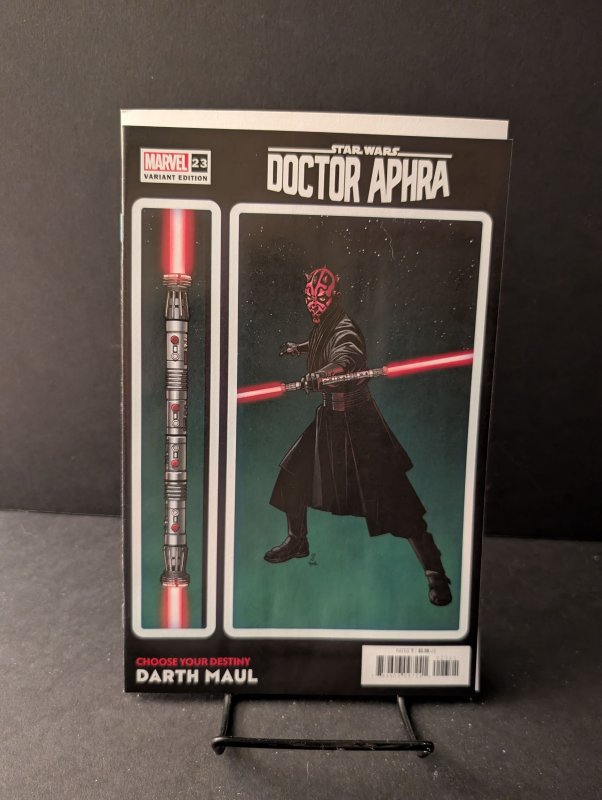 MARVEL 23
VARIANT EDITION
STAR WARS
DOCTOR APHRA
CHOOSE YOUR DESTINY
DARTH MAUL